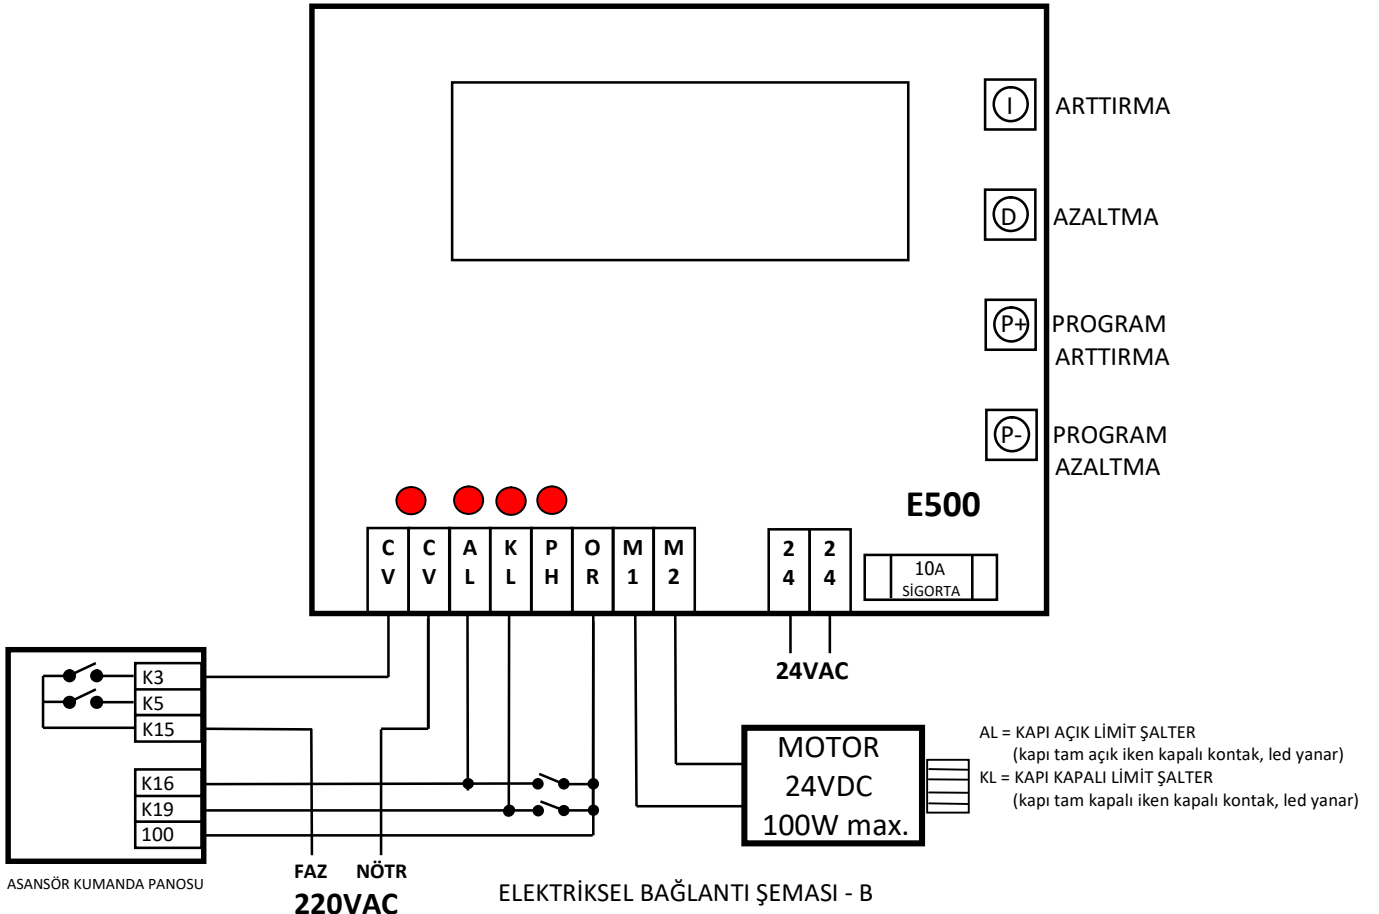 I
ARTTIRMA
D
AZALTMA
P+
PROGRAM
ARTTIRMA
P-
PROGRAM
AZALTMA
E500
C V
C V
A L
K L
P H
O R
M 1
M 2
2 4
2 4
10A
SİGORTA
24VAC
K3
K5
K15
K16
K19
100
MOTOR
24VDC
100W max.
AL = KAPI AÇIK LİMİT ŞALTER
(kapı tam açık iken kapalı kontak, led yanar)
KL = KAPI KAPALI LİMİT ŞALTER
(kapı tam kapalı iken kapalı kontak, led yanar)
FAZ
NÖTR
220VAC
ASANSÖR KUMANDA PANOSU
ELEKTRİKSEL BAĞLANTI ŞEMASI - B